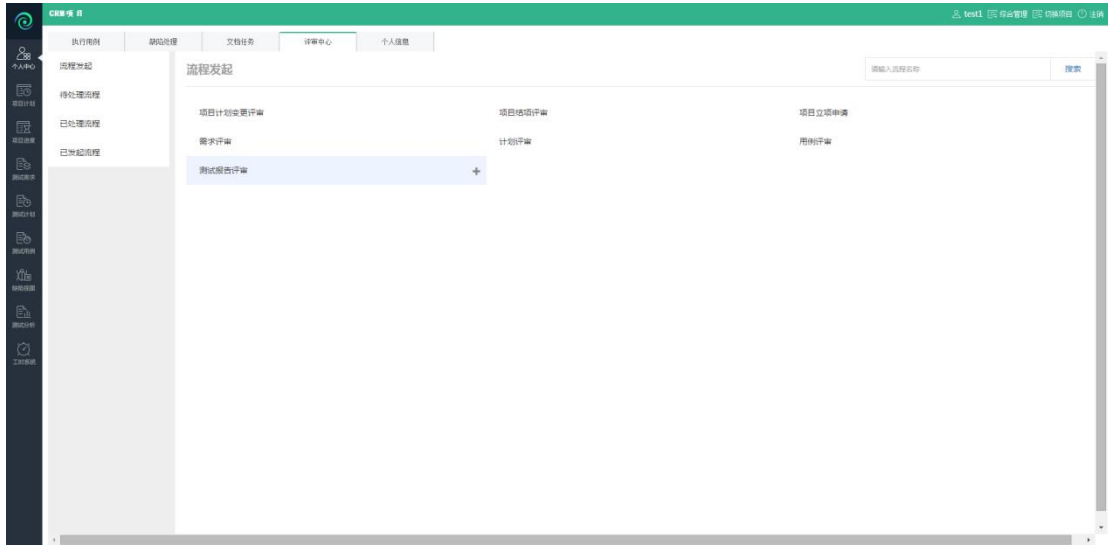 CRM项目
test1 综合管理 切换项目 注销
执行用例 缺陷处理 文档任务 评审中心 个人信息
个人中心
项目计划
项目进度
测试需求
测试计划
测试用例
缺陷视图
测试分析
工时系统
流程发起
待处理流程
已处理流程
已发起流程
流程发起
请输入流程名称 搜索
项目计划变更评审 项目结项评审 项目立项申请
需求评审 计划评审 用例评审
测试报告评审 +